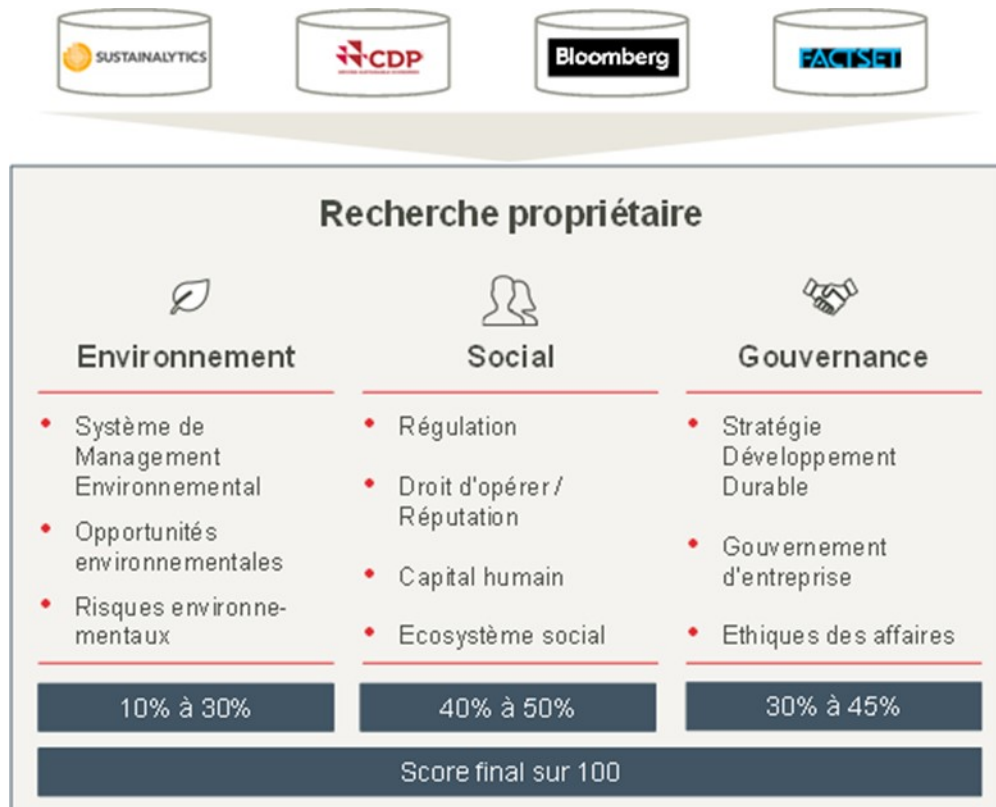 SUSTAINALYTICS
CDP
Bloomberg
FACTSET
Recherche propriétaire
Environnement
Système de
Management
Environnemental
Opportunités
environnementales
Risques environne-
mentaux
10% à 30%
Social
Régulation
Droit d'opérer /
Réputation
Capital humain
Ecosystème social
40% à 50%
Gouvernance
Stratégie
Développement
Durable
Gouvernement
d'entreprise
Ethiques des affaires
30% à 45%
Score final sur 100